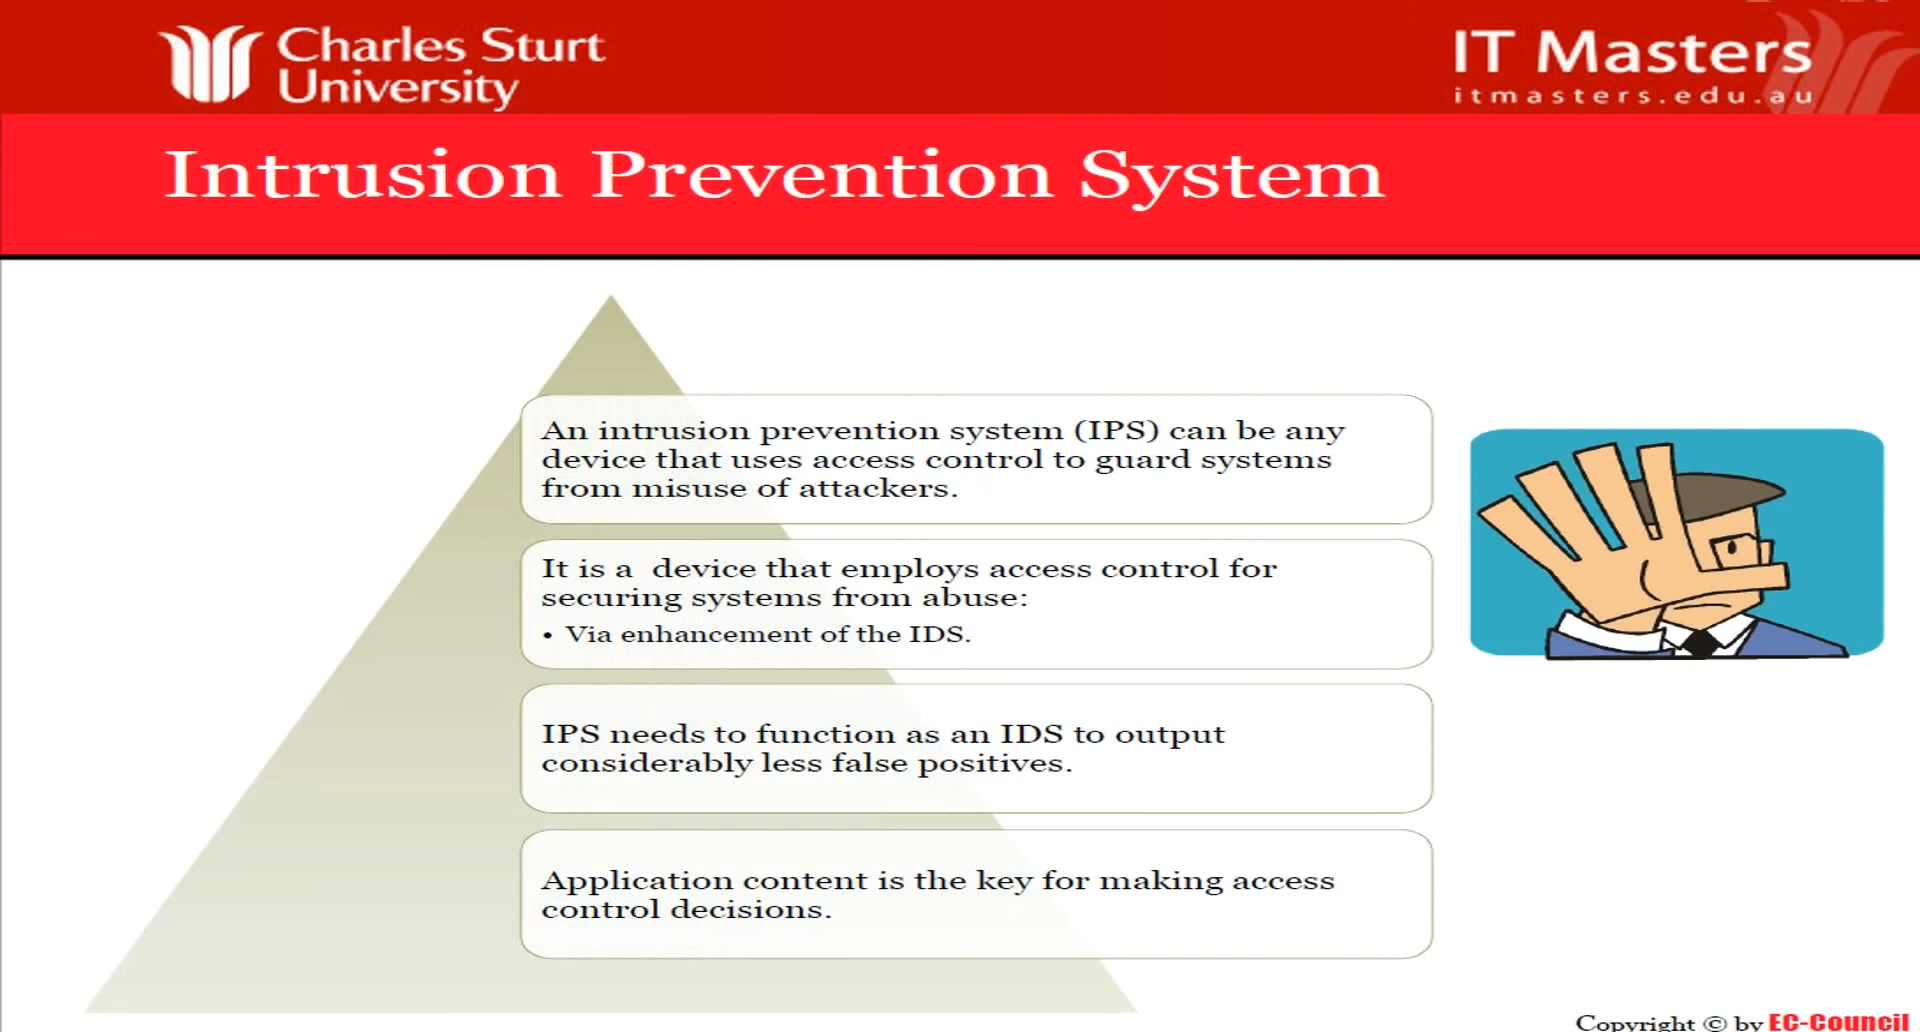 Charles Sturt
University
IT Masters
itmasters.edu.au
Intrusion Prevention System
An intrusion prevention system (IPS) can be any
device that uses access control to guard systems
from misuse of attackers.
It is a  device that employs access control for
securing systems from abuse:
• Via enhancement of the IDS.
IPS needs to function as an IDS to output
considerably less false positives.
Application content is the key for making access
control decisions.
Copyright © by EC-Council